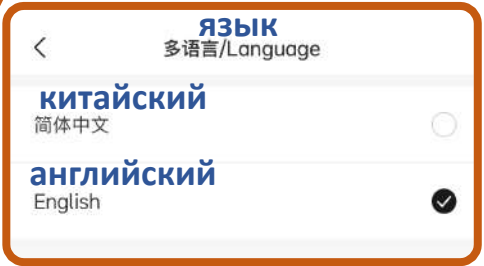 язык
多语言/Language
китайский
简体中文
английский
English